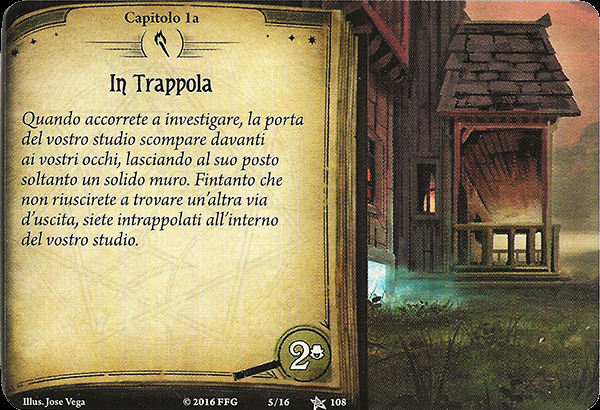 Capitolo 1a
In Trappola
Quando accorrete a investigare, la porta
del vostro studio scompare davanti
ai vostri occhi, lasciando al suo posto
soltanto un solido muro. Fintanto che
non riuscirete a trovare un'altra via
d'uscita, siete intrappolati all'interno
del vostro studio.
2
Illus. Jose Vega © 2016 FFG 5/16 108